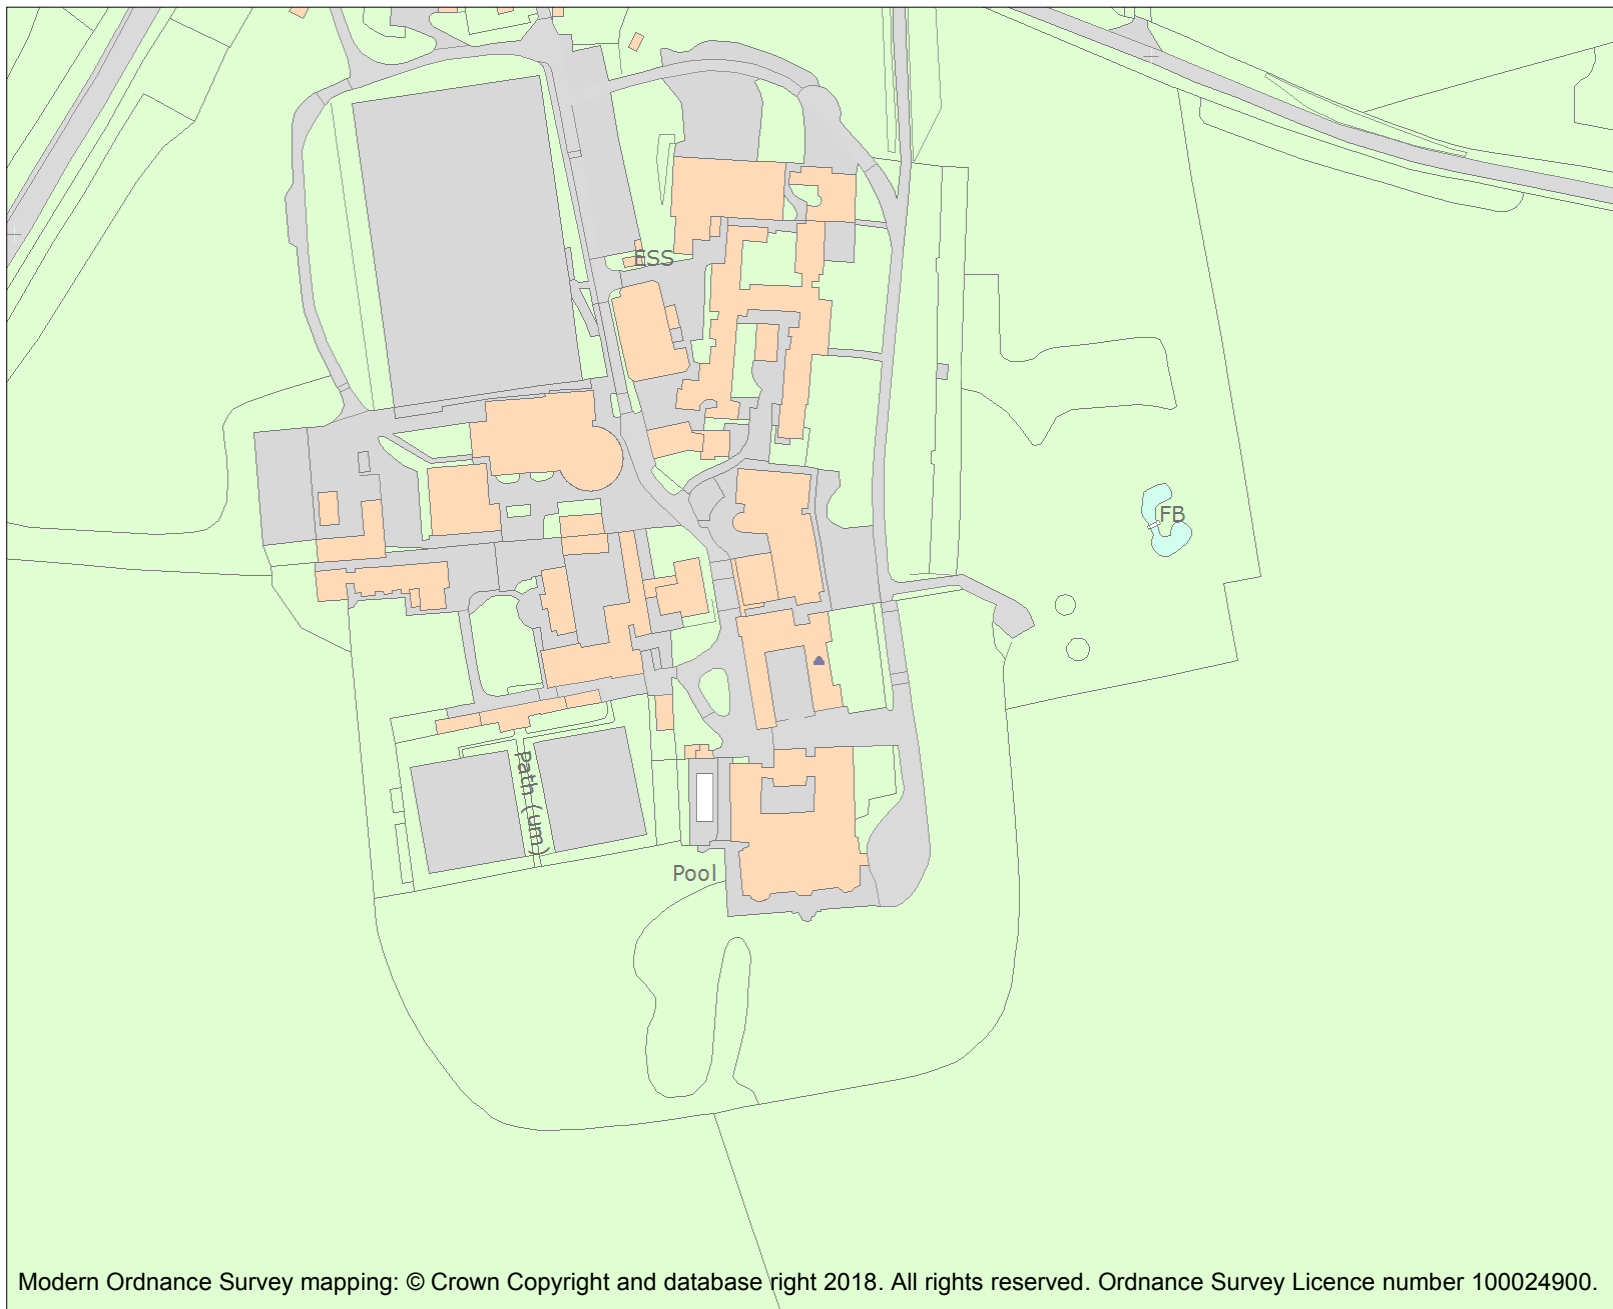 ESS
FB
Path (um)
Pool
Modern Ordnance Survey mapping: © Crown Copyright and database right 2018. All rights reserved. Ordnance Survey Licence number 100024900.